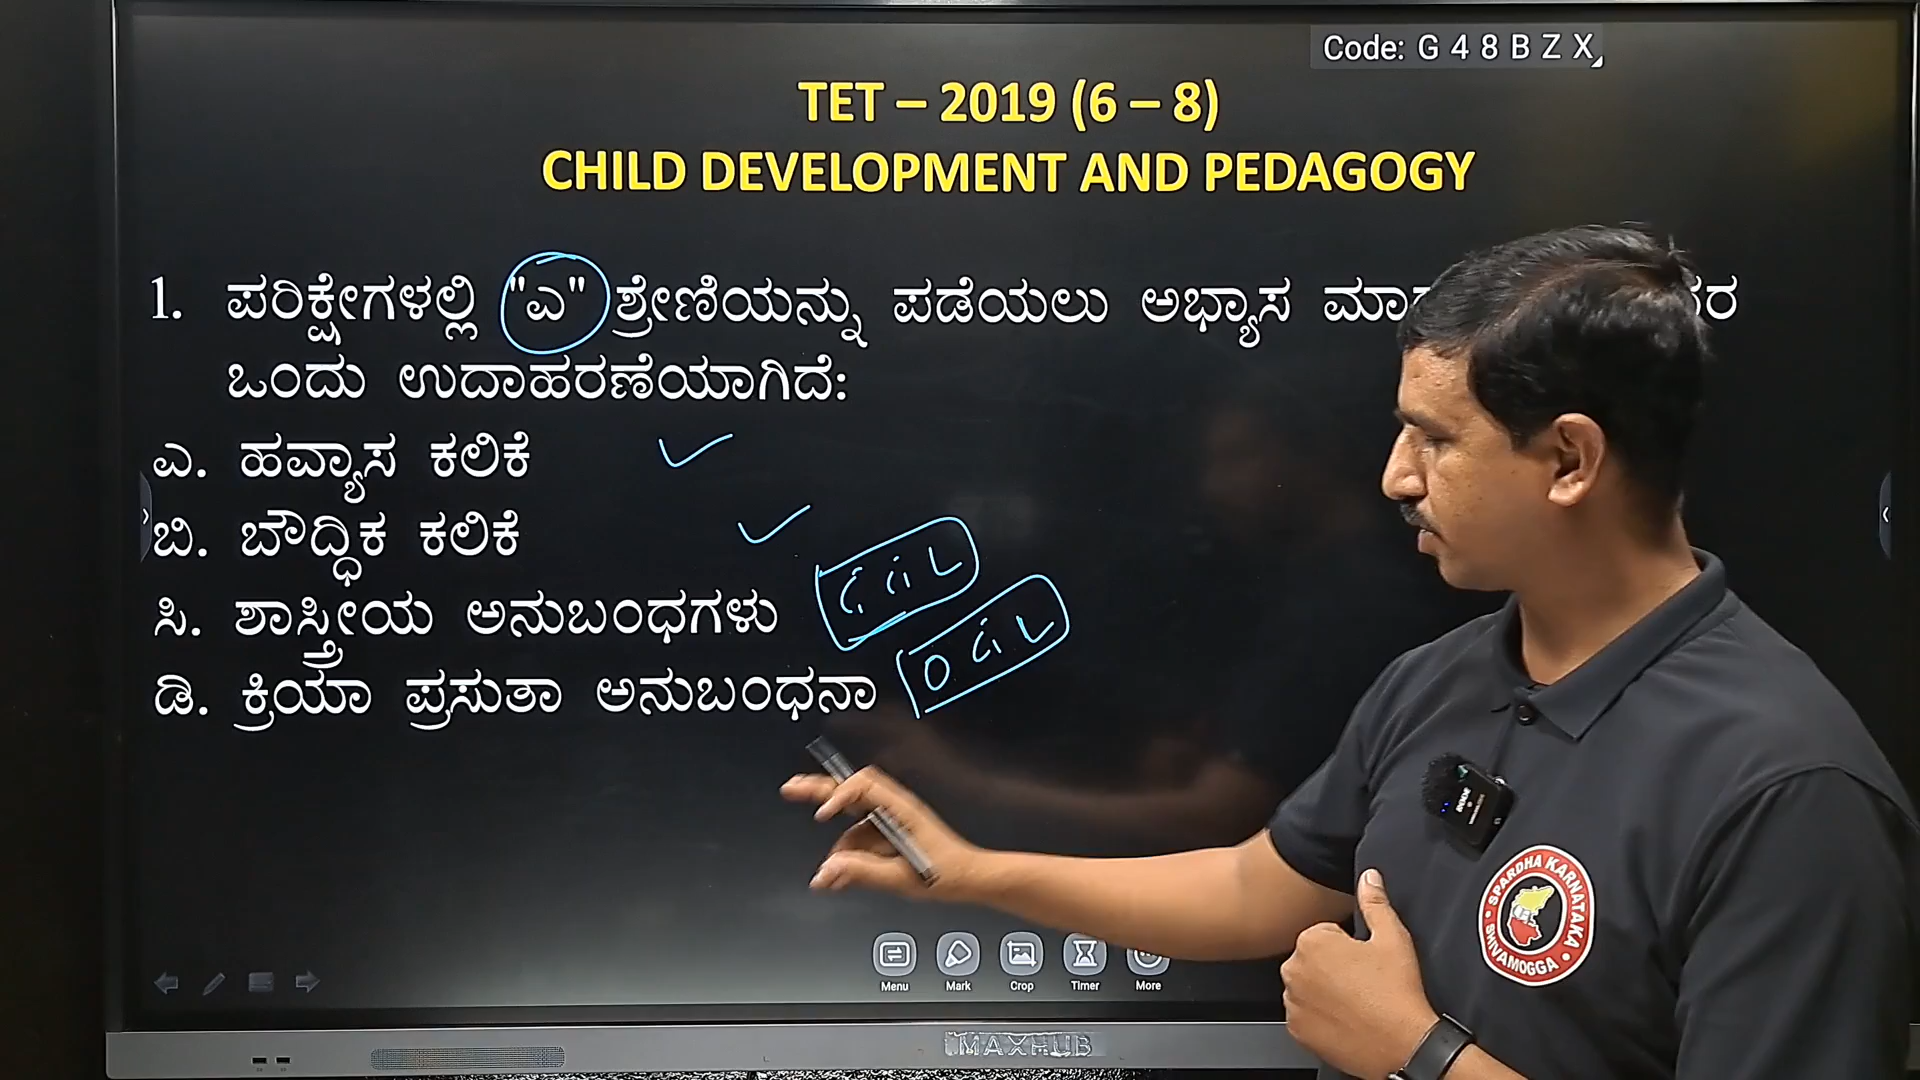 Code: G 4 8 B Z X
TET – 2019 (6 – 8)
CHILD DEVELOPMENT AND PEDAGOGY
1. ಪರಿಕ್ಷೇಗಳಲ್ಲಿ "ಎ" ಶ್ರೇಣಿಯನ್ನು ಪಡೆಯಲು ಅಭ್ಯಾಸ
ಒಂದು ಉದಾಹರಣೆಯಾಗಿದೆ:
ಎ. ಹವ್ಯಾಸ ಕಲಿಕೆ
ಬಿ. ಬೌದ್ಧಿಕ ಕಲಿಕೆ
ಸಿ. ಶಾಸ್ತ್ರೀಯ ಅನುಬಂಧಗಳು
ಡಿ. ಕ್ರಿಯಾ ಪ್ರಸುತಾ ಅನುಬಂಧನಾ
Menu Mark Crop Timer More
SPARDHA KARNATAKA
SHIVAMOGGA
RODE
MAXHUB